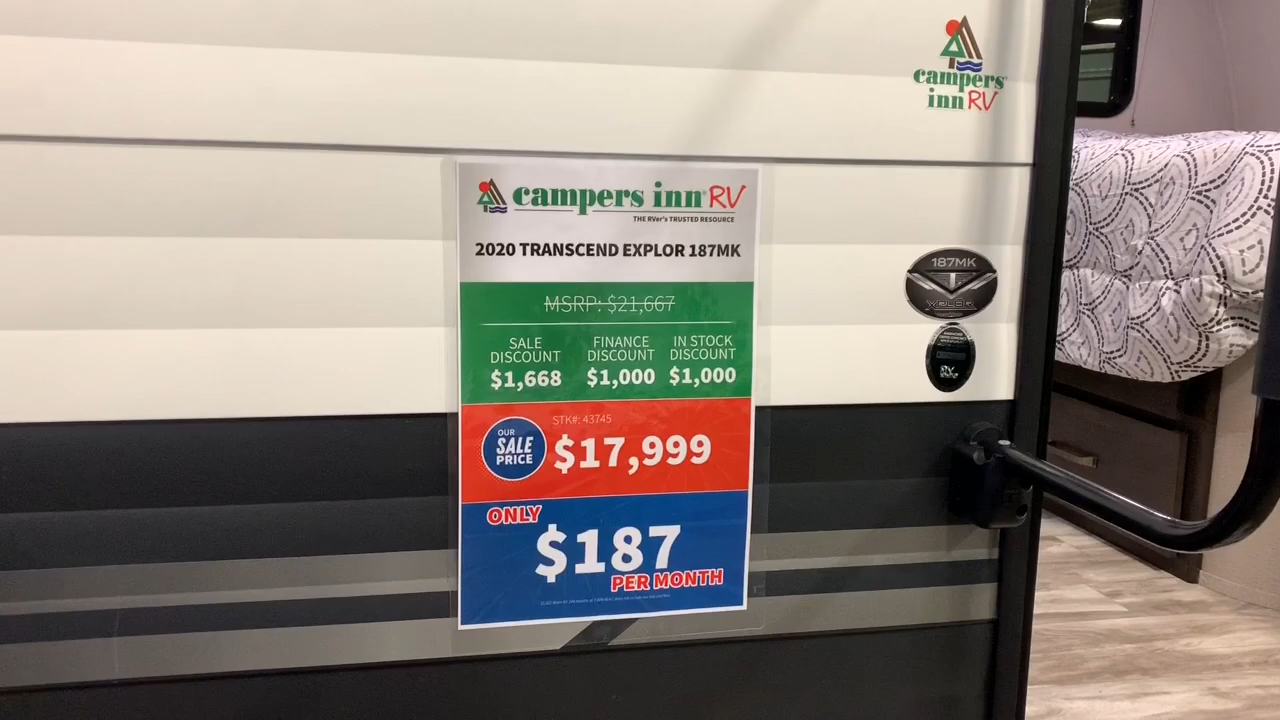 campers
inn RV
campers inn RV
THE RVer's TRUSTED RESOURCE
2020 TRANSCEND EXPLOR 187MK
MSRP: $21,667
SALE DISCOUNT
$1,668
FINANCE DISCOUNT
$1,000
IN STOCK DISCOUNT
$1,000
STK#: 43745
OUR
SALE
PRICE
$17,999
ONLY
$187
PER MONTH
187MK
XPLOR